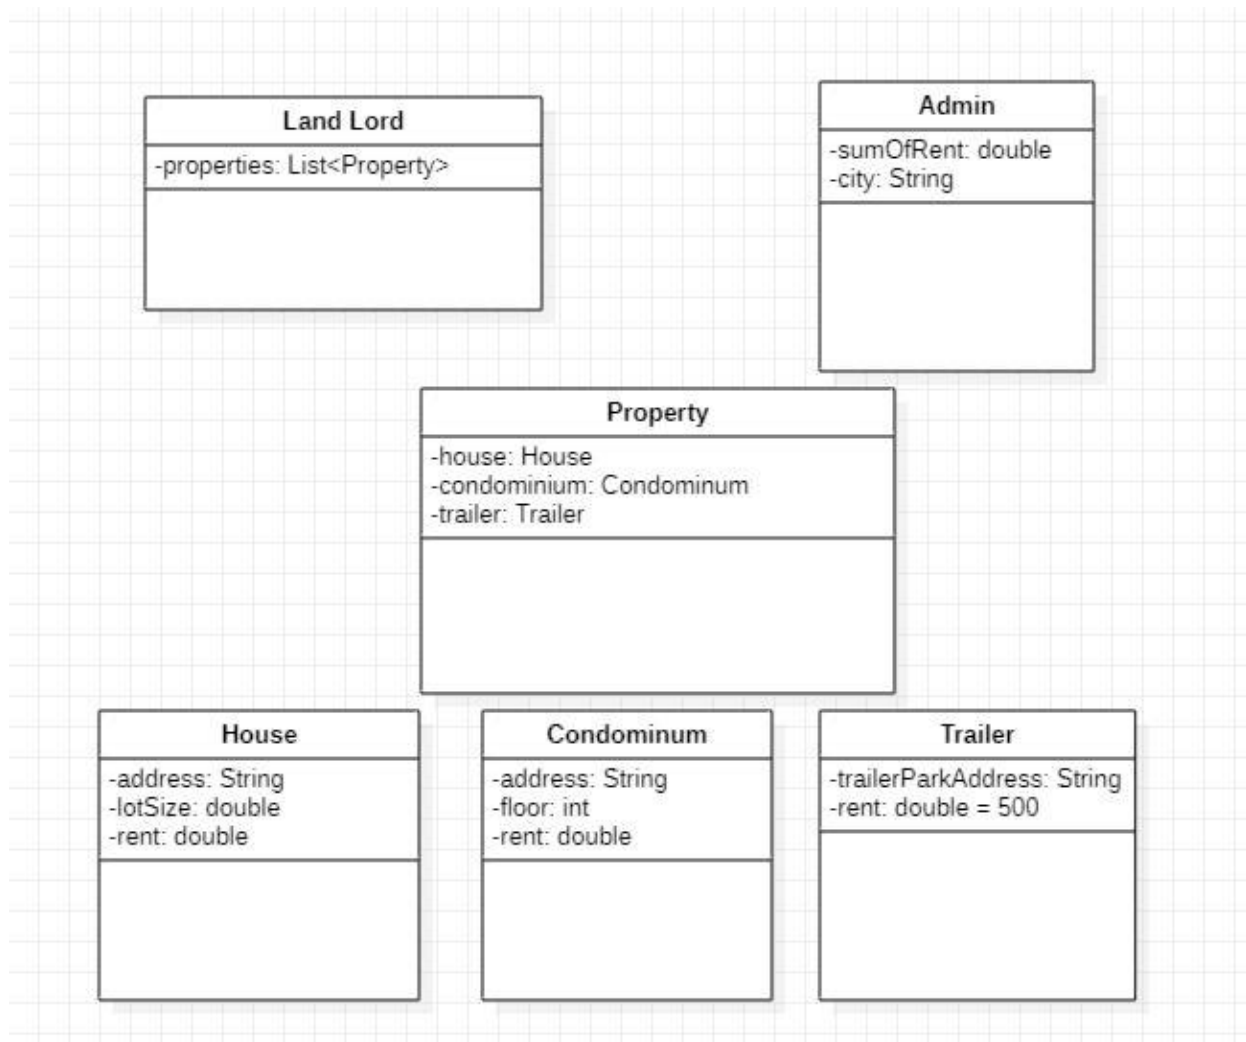 Land Lord
-properties: List<Property>
Admin
-sumOfRent: double
-city: String
Property
-house: House
-condominium: Condominum
-trailer: Trailer
House
-address: String
-lotSize: double
-rent: double
Condominum
-address: String
-floor: int
-rent: double
Trailer
-trailerParkAddress: String
-rent: double = 500